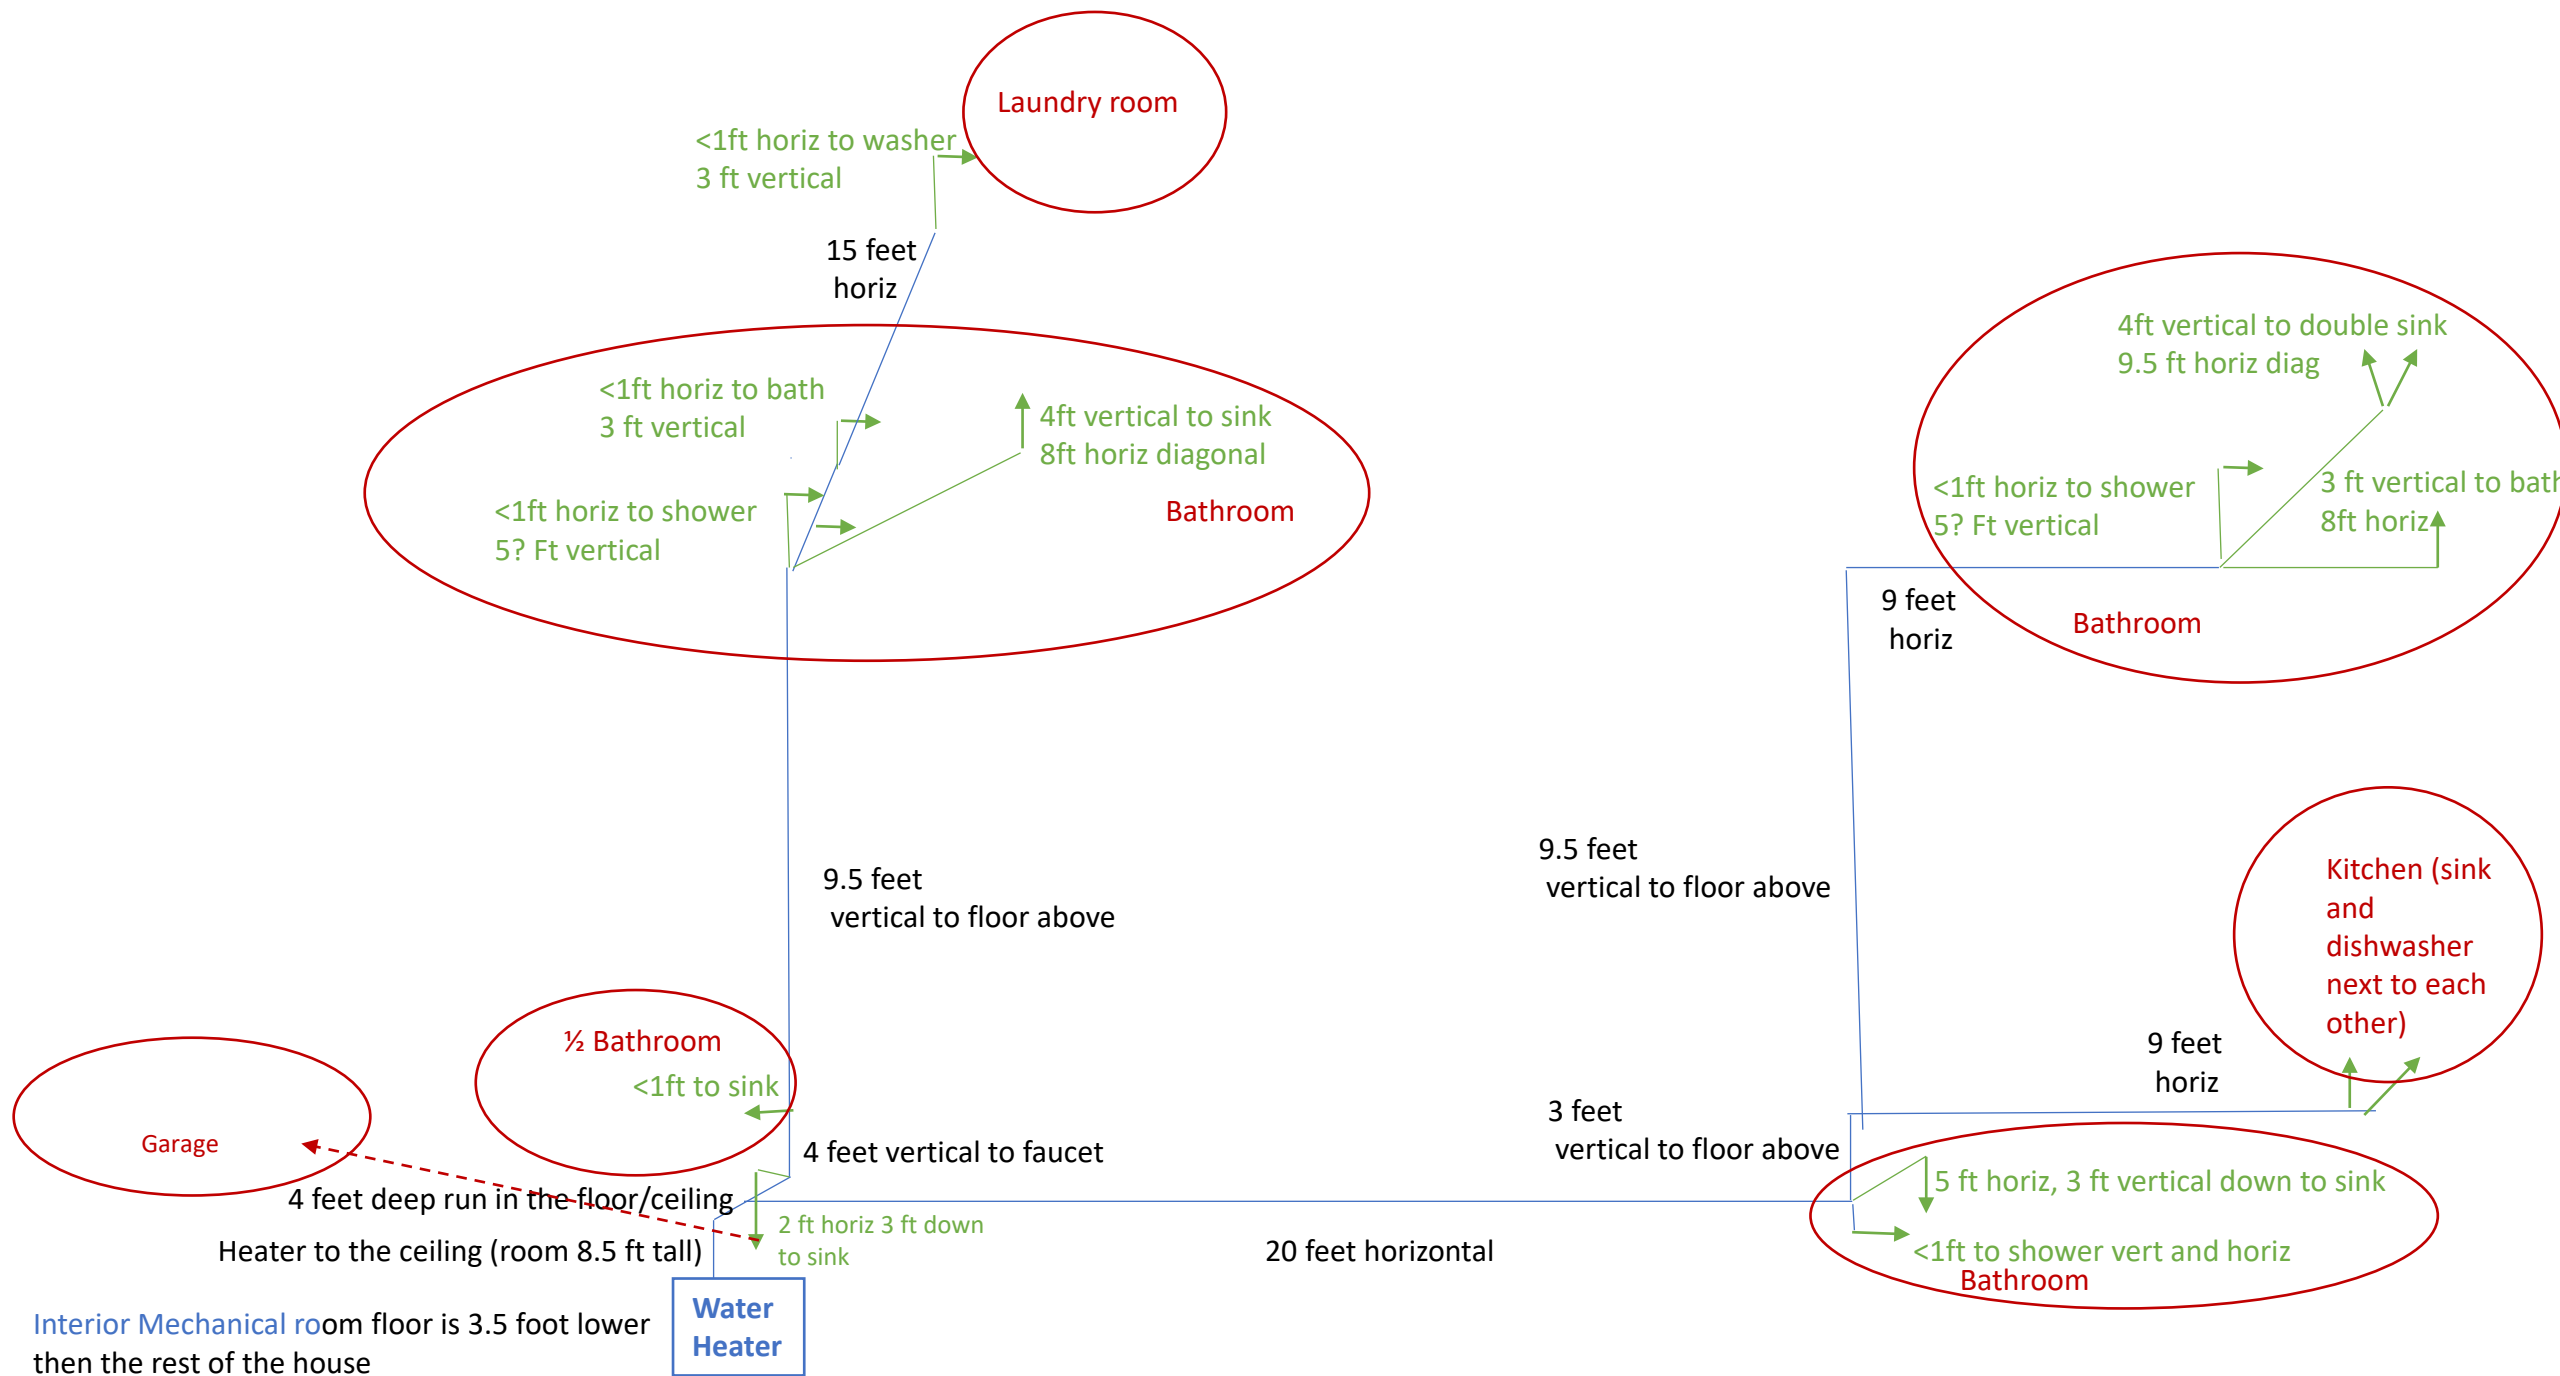 Laundry room
<1ft horiz to washer
3 ft vertical
15 feet
horiz
<1ft horiz to bath
3 ft vertical
4ft vertical to sink
8ft horiz diagonal
<1ft horiz to shower
5? Ft vertical
Bathroom
4ft vertical to double sink
9.5 ft horiz diag
<1ft horiz to shower
5? Ft vertical
3 ft vertical to bath
8ft horiz
9 feet
horiz
Bathroom
9.5 feet
vertical to floor above
9.5 feet
vertical to floor above
Kitchen (sink
and
dishwasher
next to each
other)
½ Bathroom
<1ft to sink
9 feet
horiz
Garage
4 feet vertical to faucet
3 feet
vertical to floor above
4 feet deep run in the floor/ceiling
5 ft horiz, 3 ft vertical down to sink
2 ft horiz 3 ft down
to sink
Heater to the ceiling (room 8.5 ft tall)
20 feet horizontal
<1ft to shower vert and horiz
Bathroom
Water
Heater
Interior Mechanical room floor is 3.5 foot lower
then the rest of the house